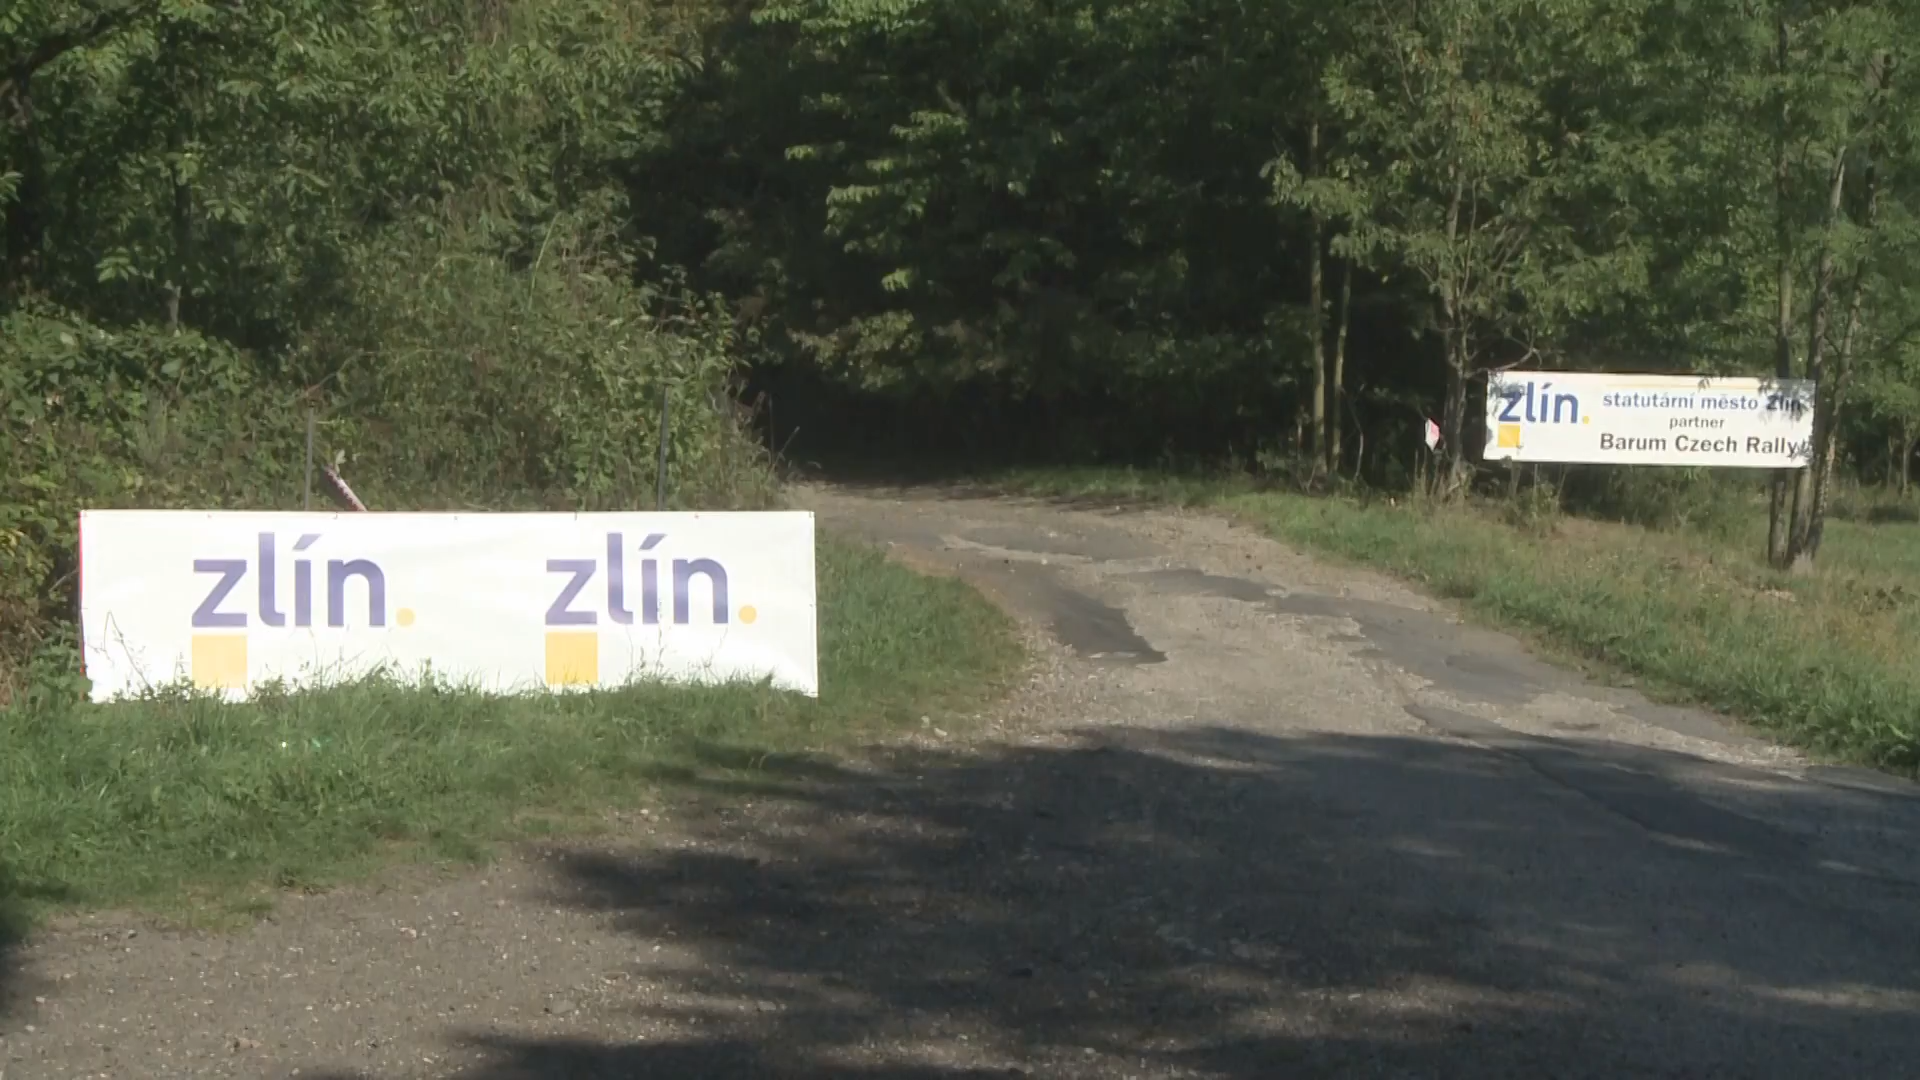 zlín. zlín.
zlín.
statutární město Zlín
partner
Barum Czech Rally